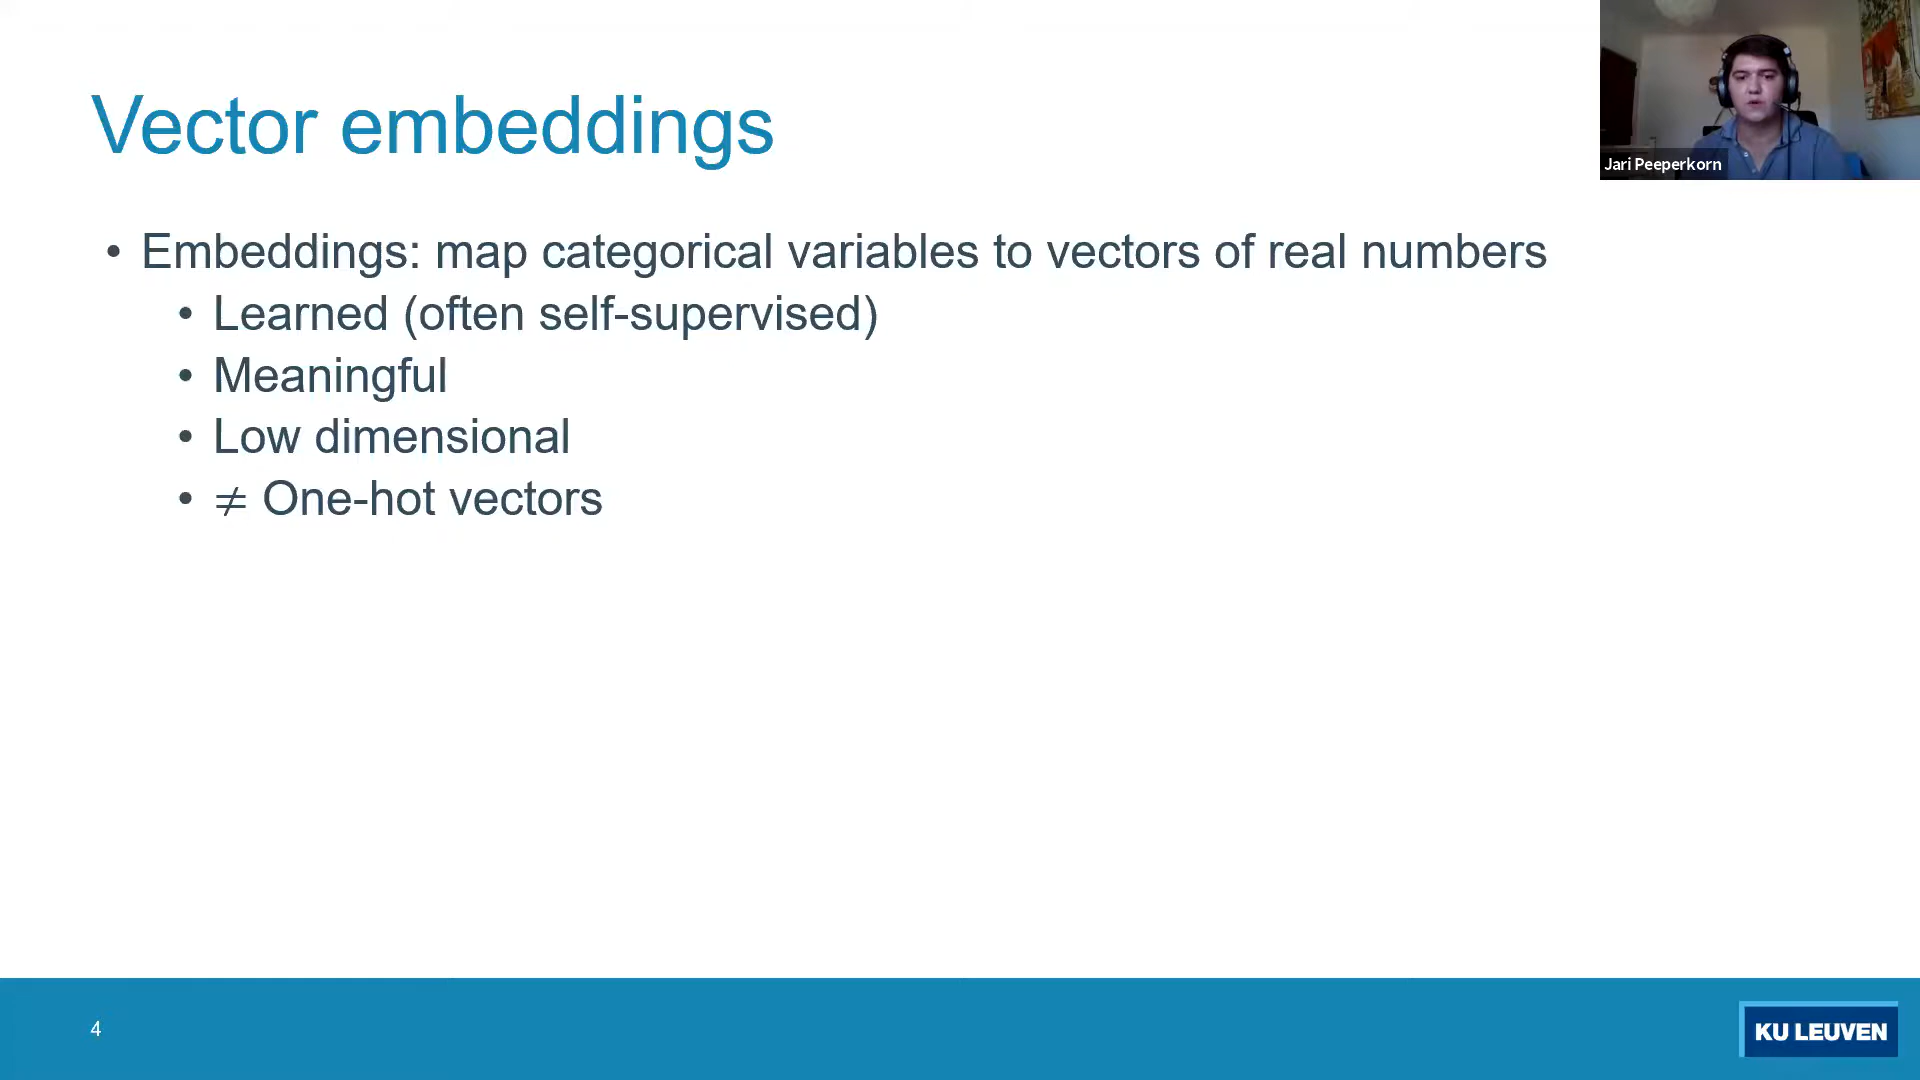 Vector embeddings
Jari Peeperkorn
• Embeddings: map categorical variables to vectors of real numbers
• Learned (often self-supervised)
• Meaningful
• Low dimensional
• ≠ One-hot vectors
4
KU LEUVEN